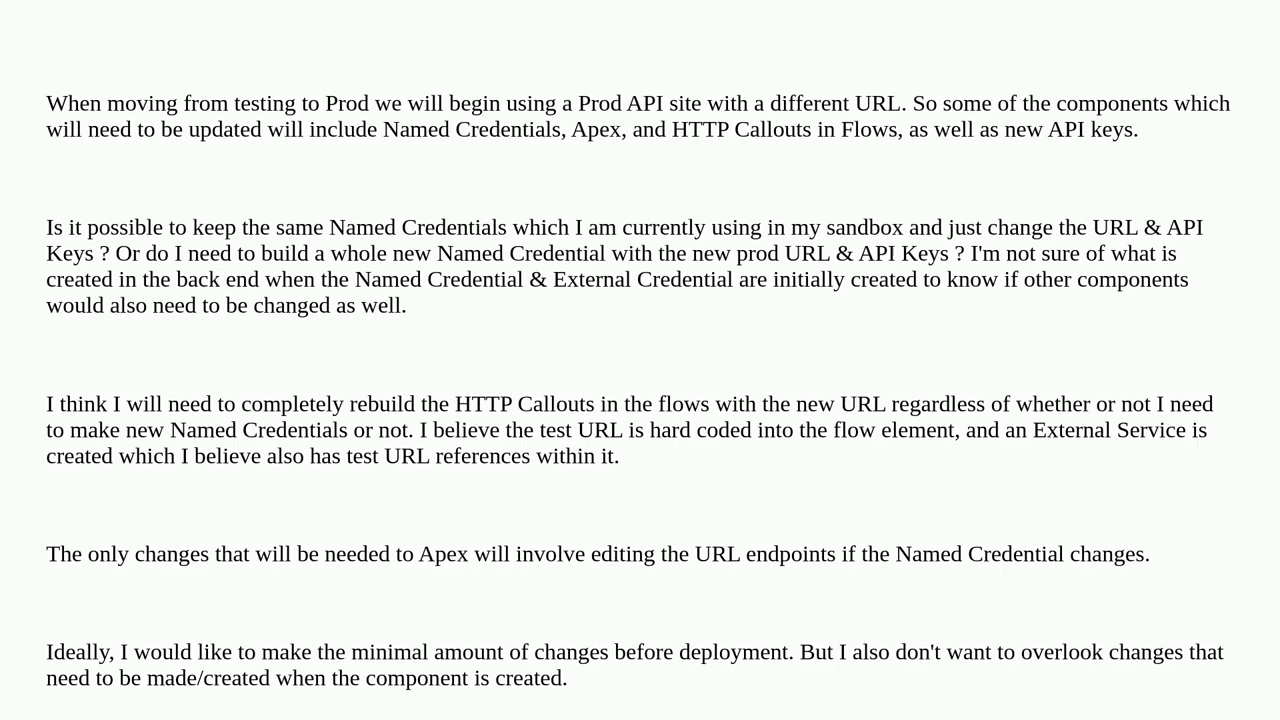 When moving from testing to Prod we will begin using a Prod API site with a different URL. So some of the components which
will need to be updated will include Named Credentials, Apex, and HTTP Callouts in Flows, as well as new API keys.
Is it possible to keep the same Named Credentials which I am currently using in my sandbox and just change the URL & API
Keys ? Or do I need to build a whole new Named Credential with the new prod URL & API Keys ? I'm not sure of what is
created in the back end when the Named Credential & External Credential are initially created to know if other components
would also need to be changed as well.
I think I will need to completely rebuild the HTTP Callouts in the flows with the new URL regardless of whether or not I need
to make new Named Credentials or not. I believe the test URL is hard coded into the flow element, and an External Service is
created which I believe also has test URL references within it.
The only changes that will be needed to Apex will involve editing the URL endpoints if the Named Credential changes.
Ideally, I would like to make the minimal amount of changes before deployment. But I also don't want to overlook changes that
need to be made/created when the component is created.